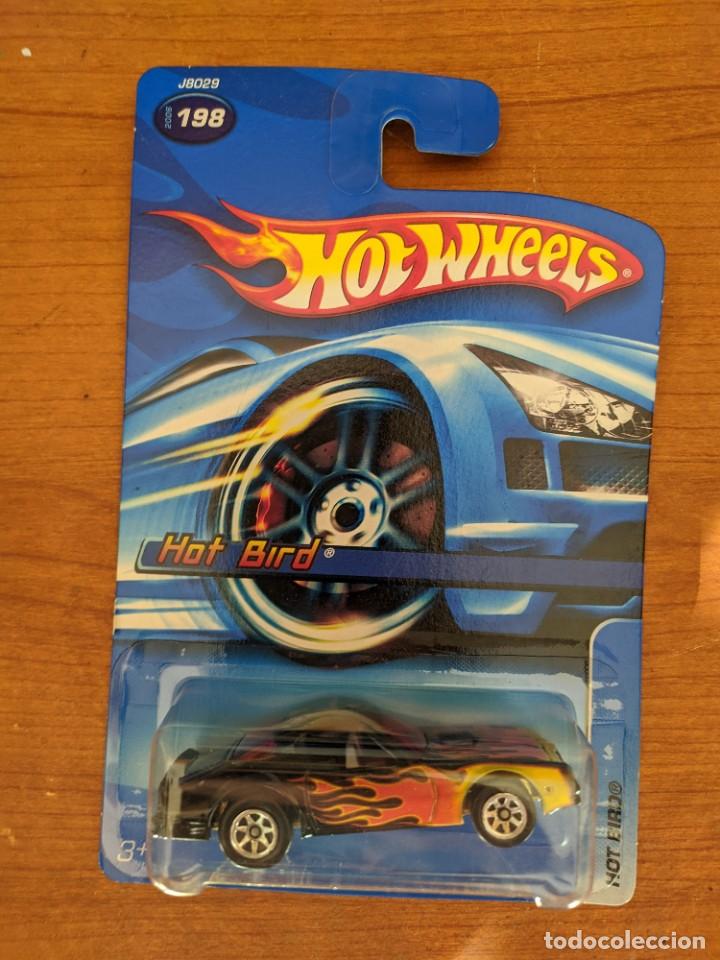 J8029
2006
198
HOT WHEELS®
Hot Bird®
HOT BIRD®
3+
todocoleccion